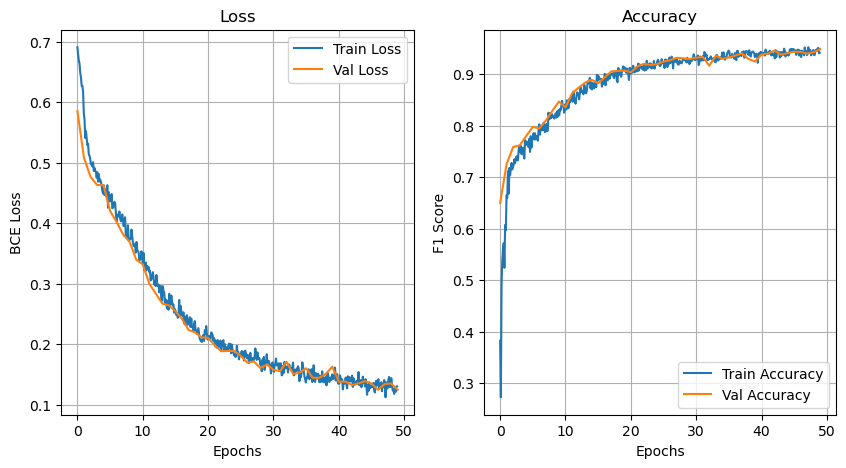 Loss
BCE Loss
0.7
0.6
0.5
0.4
0.3
0.2
0.1
0 10 20 30 40 50
Epochs
Train Loss
Val Loss
Accuracy
F1 Score
0.9
0.8
0.7
0.6
0.5
0.4
0.3
0 10 20 30 40 50
Epochs
Train Accuracy
Val Accuracy